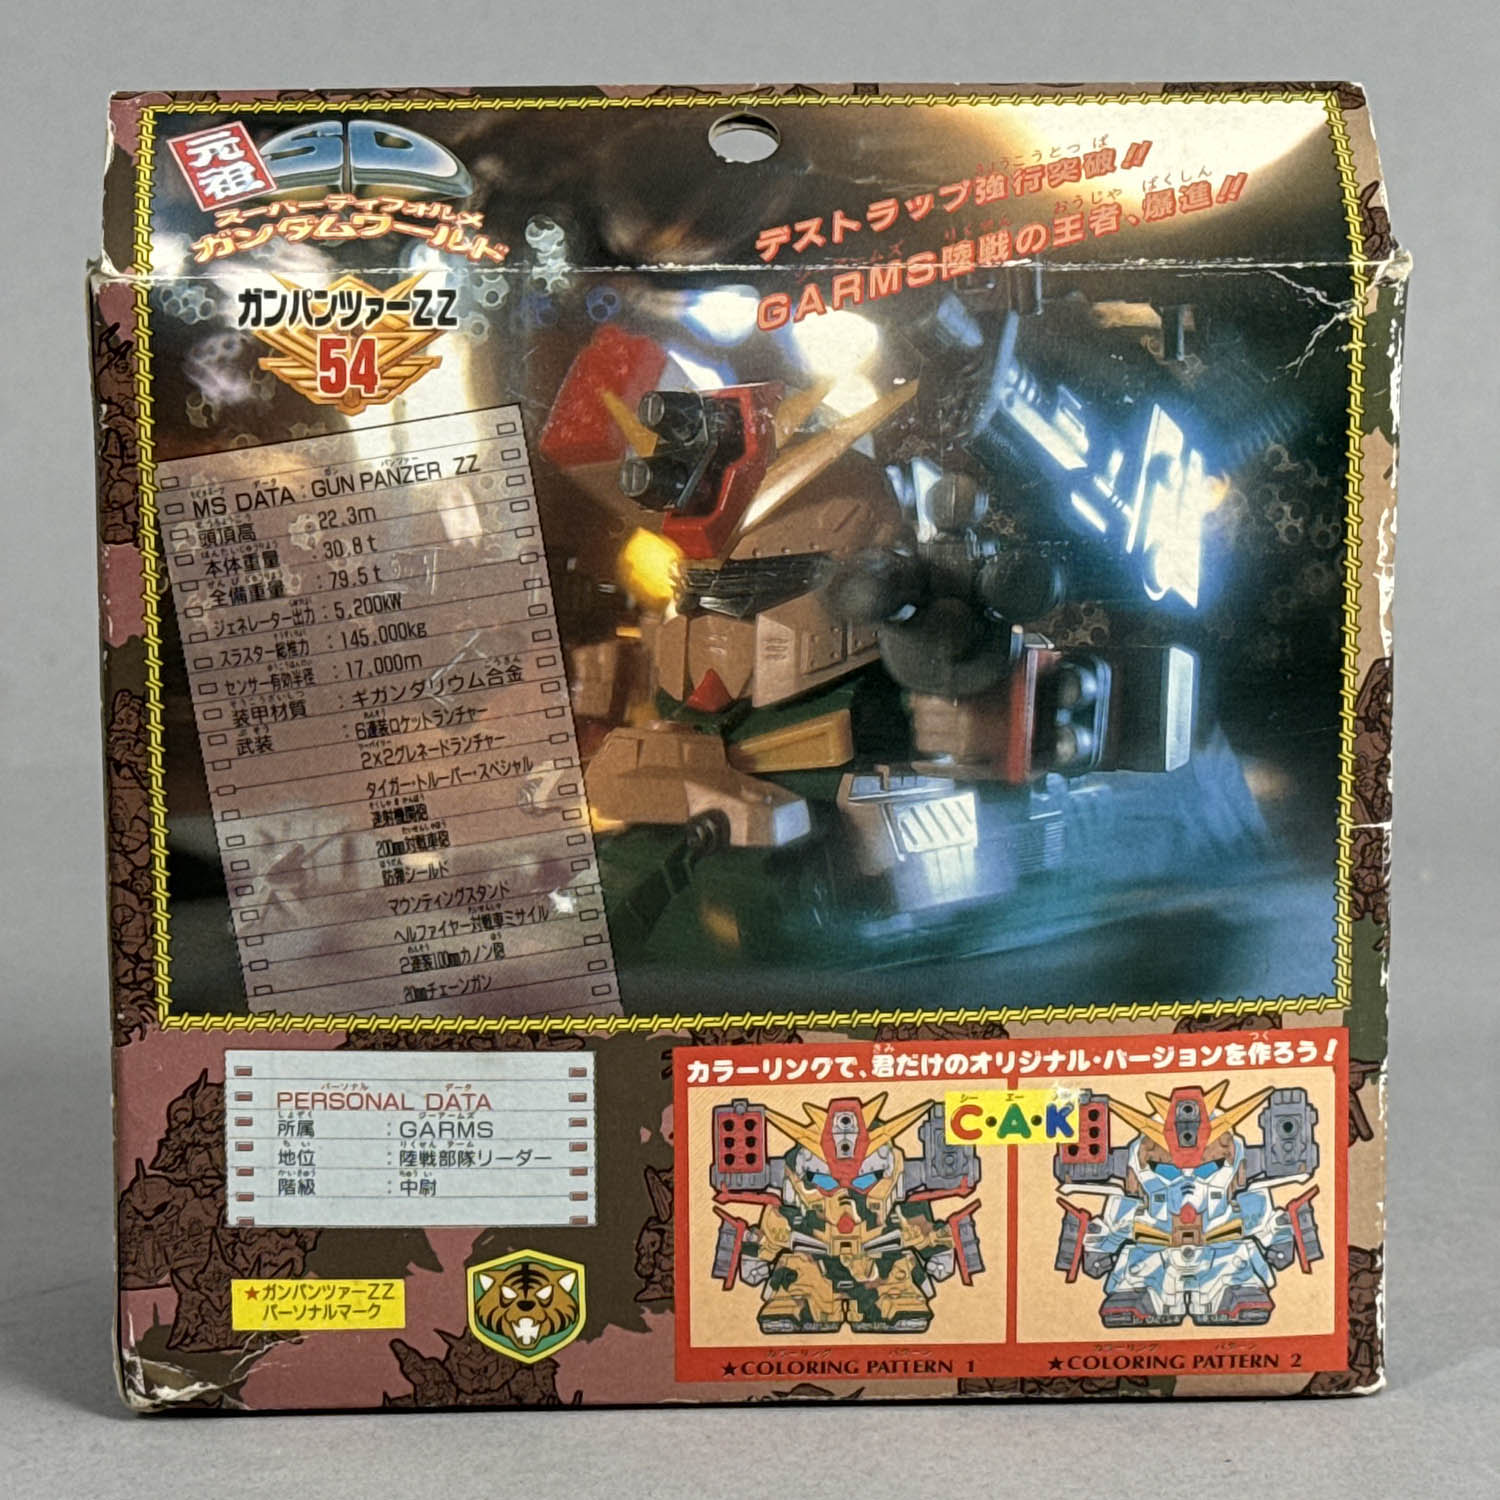 元祖
SD
スーパーディフォルメ
ガンダムワールド
デストラップ強行突破!!
GARMS陸戦の王者、爆進!!
ガンパンツァーZZ
54
MS DATA : GUN PANZER ZZ
頭頂高 : 22.3m
本体重量 : 30.8t
全備重量 : 79.5t
ジェネレーター出力 : 5,200kW
スラスター総推力 : 145,000kg
センサー有効半径 : 17,000m
装甲材質 : ギガンダリウム合金
武装 : 6連装ロケットランチャー
2×2グレネードランチャー
タイガー・トルーパー・スペシャル
速射機関砲
200mm対戦車砲
防弾シールド
マウンティングスタンド
ヘルファイヤー対戦車ミサイル
2連装100mmカノン砲
20mmチェーンガン
PERSONAL DATA
所属 : GARMS
地位 : 陸戦部隊リーダー
階級 : 中尉
★ガンパンツァーZZ
パーソナルマーク
カラーリングで、君だけのオリジナル・バージョンを作ろう!
C・A・K
★COLORING PATTERN 1
★COLORING PATTERN 2